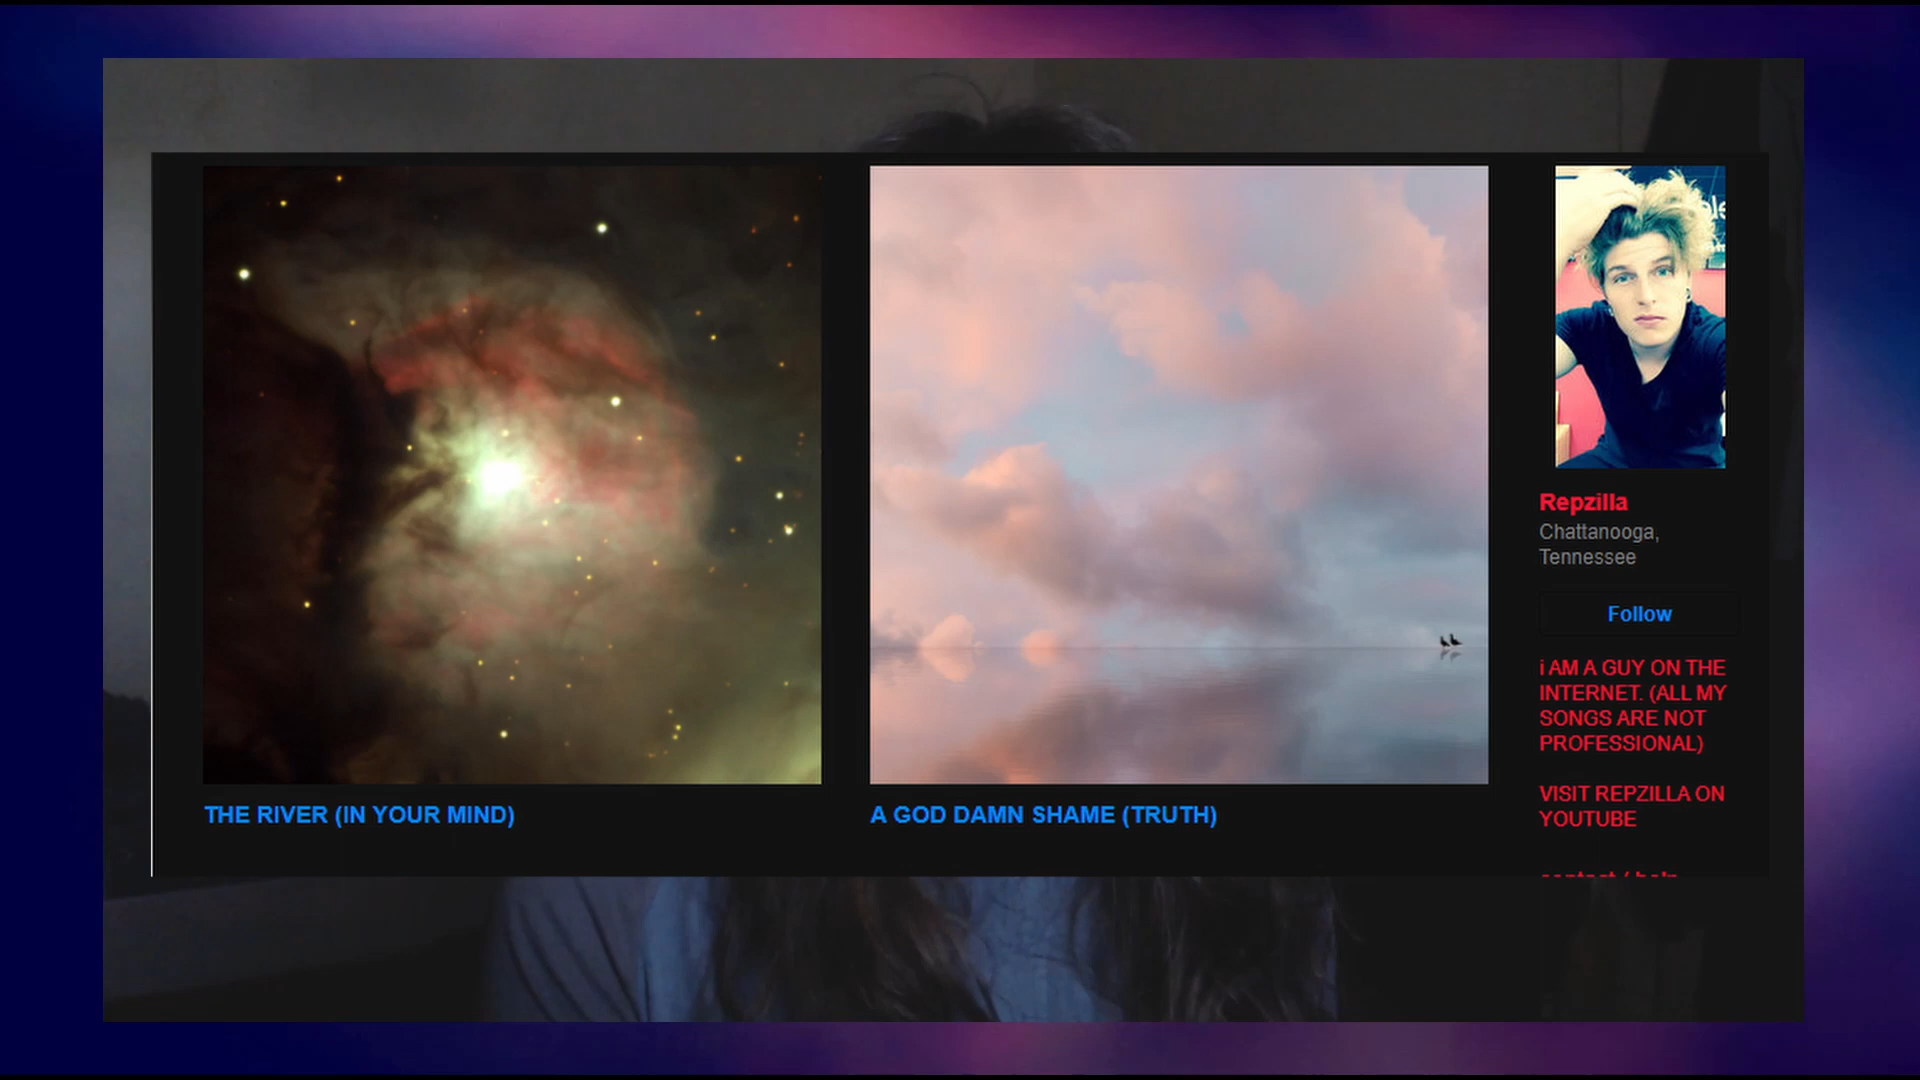 THE RIVER (IN YOUR MIND)
A GOD DAMN SHAME (TRUTH)
Repzilla
Chattanooga,
Tennessee
Follow
i AM A GUY ON THE
INTERNET. (ALL MY
SONGS ARE NOT
PROFESSIONAL)
VISIT REPZILLA ON
YOUTUBE